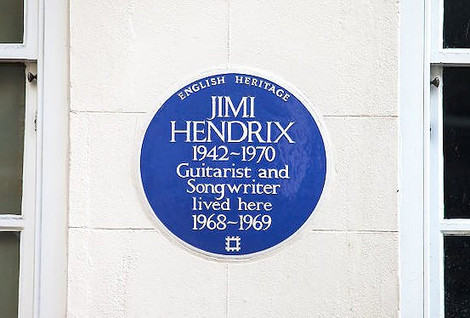 ENGLISH HERITAGE
JIMI
HENDRIX
1942~1970
Guitarist and
Songwriter
lived here
1968~1969